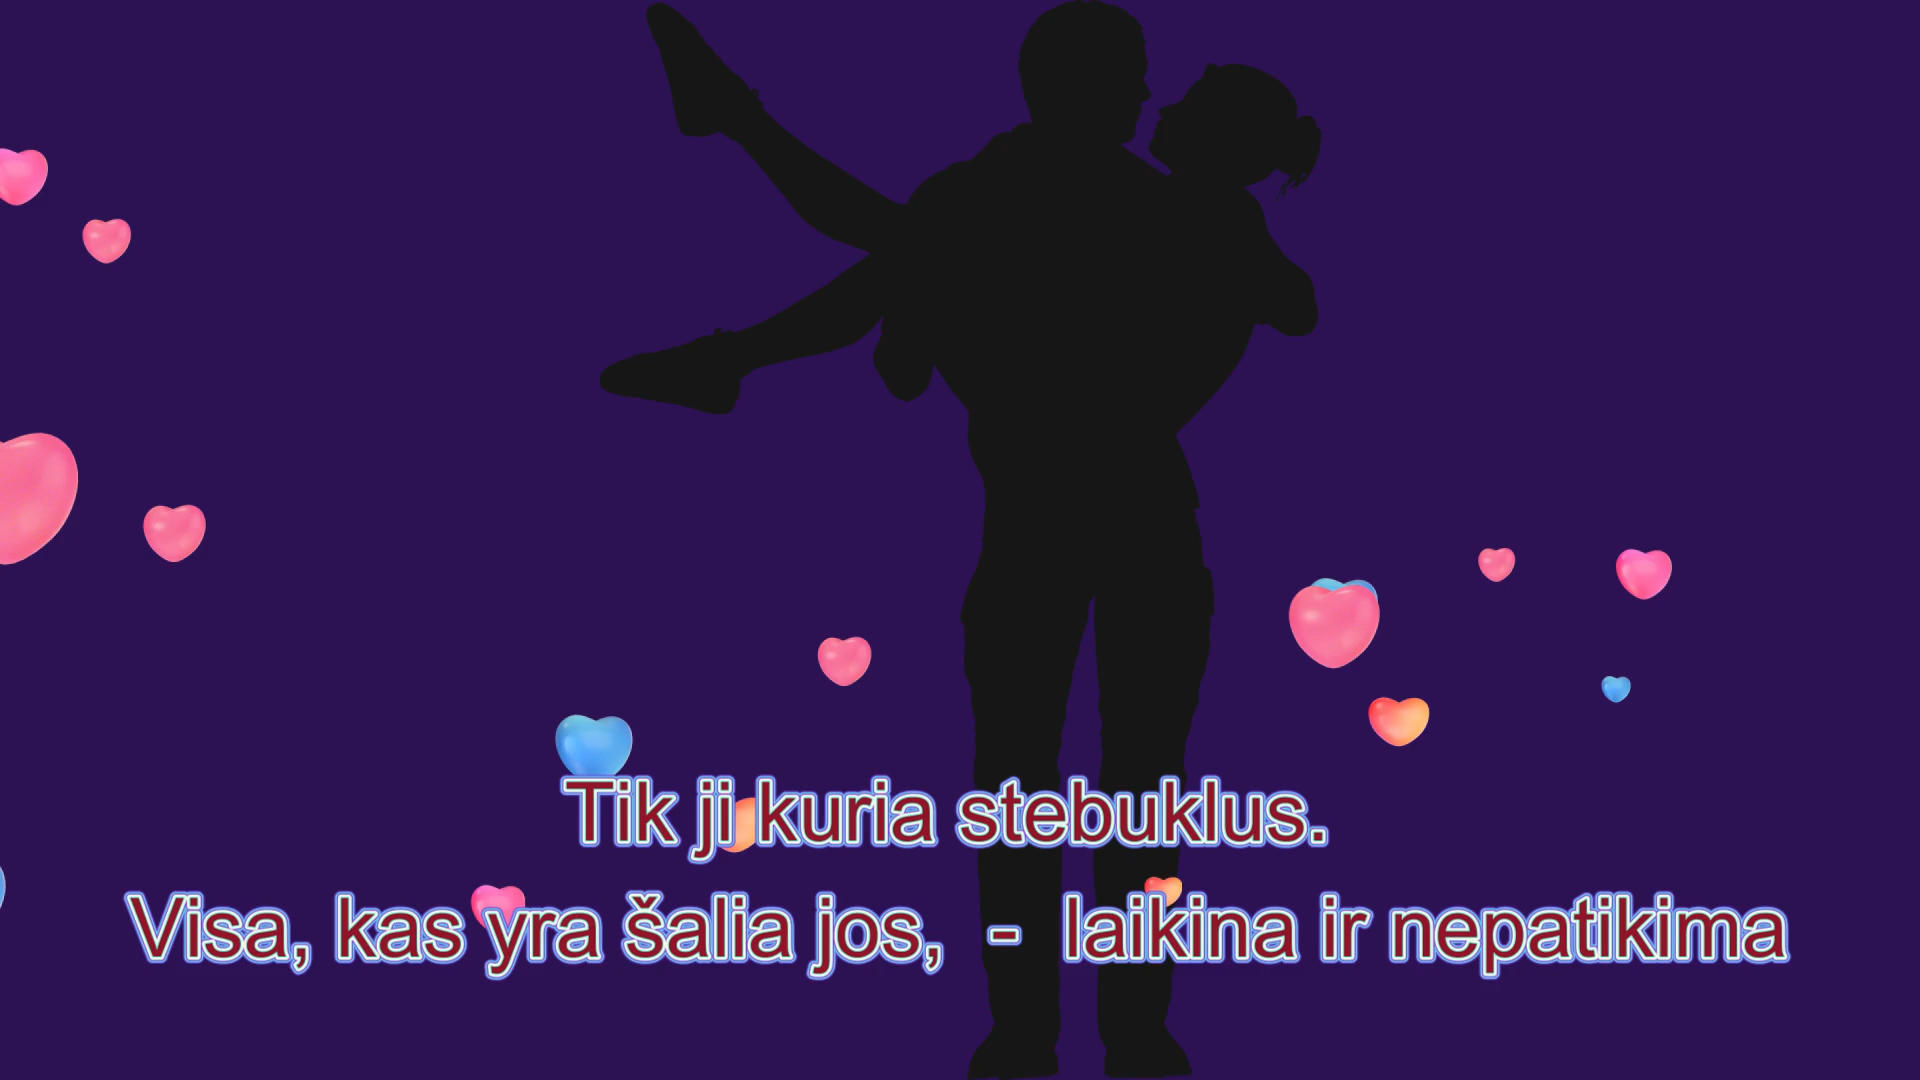 Tik ji kuria stebuklus.
Visa, kas yra šalia jos, - laikina ir nepatikima